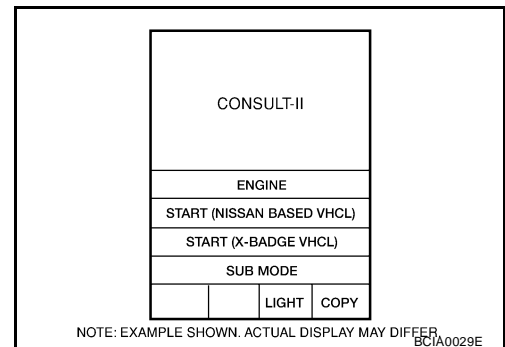 CONSULT-II
ENGINE
START (NISSAN BASED VHCL)
START (X-BADGE VHCL)
SUB MODE
LIGHT COPY
NOTE: EXAMPLE SHOWN. ACTUAL DISPLAY MAY DIFFER.
BCIA0029E